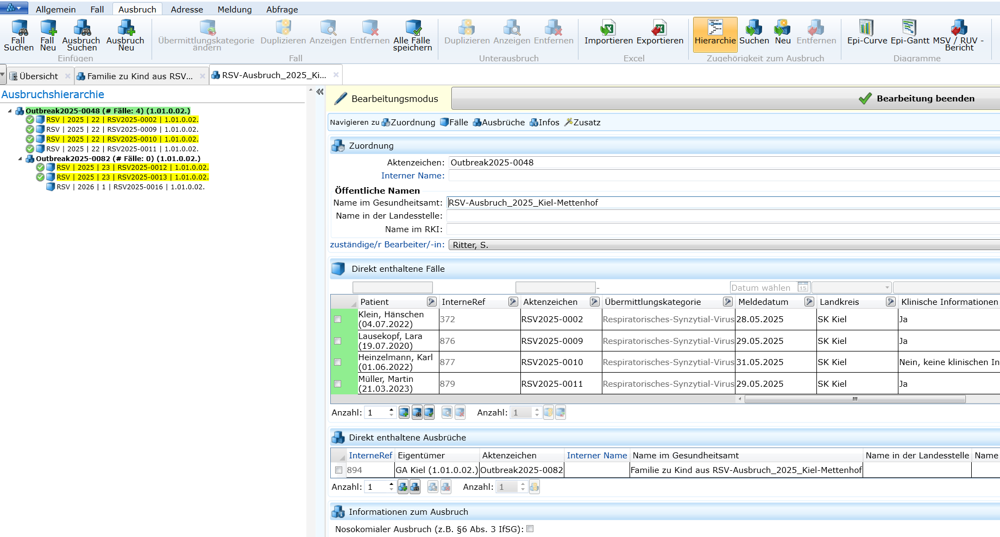 Allgemein Fall Ausbruch Adresse Meldung Abfrage
Fall Suchen Fall Neu Ausbruch Suchen Ausbruch Neu
Einfügen
Übermittlungskategorie ändern Duplizieren Anzeigen Entfernen Alle Fälle speichern
Fall
Duplizieren Anzeigen Entfernen
Unterausbruch
Importieren Exportieren
Excel
Hierarchie Suchen Neu Entfernen
Zugehörigkeit zum Ausbruch
Epi-Curve Epi-Gantt MSV / RUV - Bericht
Diagramme
Übersicht Familie zu Kind aus RSV... RSV-Ausbruch_2025_Ki...
Ausbruchshierarchie
Outbreak2025-0048 (# Fälle: 4) (1.01.0.02.)
RSV | 2025 | 22 | RSV2025-0002 | 1.01.0.02.
RSV | 2025 | 22 | RSV2025-0009 | 1.01.0.02.
RSV | 2025 | 22 | RSV2025-0010 | 1.01.0.02.
RSV | 2025 | 22 | RSV2025-0011 | 1.01.0.02.
Outbreak2025-0082 (# Fälle: 0) (1.01.0.02.)
RSV | 2025 | 23 | RSV2025-0012 | 1.01.0.02.
RSV | 2025 | 23 | RSV2025-0013 | 1.01.0.02.
RSV | 2026 | 1 | RSV2025-0016 | 1.01.0.02.
Bearbeitungsmodus Bearbeitung beenden
Navigieren zu Zuordnung Fälle Ausbrüche Infos Zusatz
Zuordnung
Aktenzeichen: Outbreak2025-0048
Interner Name:
Öffentliche Namen
Name im Gesundheitsamt: RSV-Ausbruch_2025_Kiel-Mettenhof
Name in der Landesstelle:
Name im RKI:
zuständige/r Bearbeiter/-in: Ritter, S.
Direkt enthaltene Fälle
- Datum wählen 15
Patient InterneRef Aktenzeichen Übermittlungskategorie Meldedatum Landkreis Klinische Informationen
Klein, Hänschen (04.07.2022) 372 RSV2025-0002 Respiratorisches-Synzytial-Virus 28.05.2025 SK Kiel Ja
Lausekopf, Lara (19.07.2020) 876 RSV2025-0009 Respiratorisches-Synzytial-Virus 29.05.2025 SK Kiel Ja
Heinzelmann, Karl (01.06.2022) 877 RSV2025-0010 Respiratorisches-Synzytial-Virus 31.05.2025 SK Kiel Nein, keine klinischen In
Müller, Martin (21.03.2023) 879 RSV2025-0011 Respiratorisches-Synzytial-Virus 29.05.2025 SK Kiel Ja
Anzahl: 1 Anzahl: 1
Direkt enthaltene Ausbrüche
InterneRef Eigentümer Aktenzeichen Interner Name Name im Gesundheitsamt Name in der Landesstelle Name
894 GA Kiel (1.01.0.02.) Outbreak2025-0082 Familie zu Kind aus RSV-Ausbruch_2025_Kiel-Mettenhof
Anzahl: 1 Anzahl: 1
Informationen zum Ausbruch
Nosokomialer Ausbruch (z.B. §6 Abs. 3 IfSG):